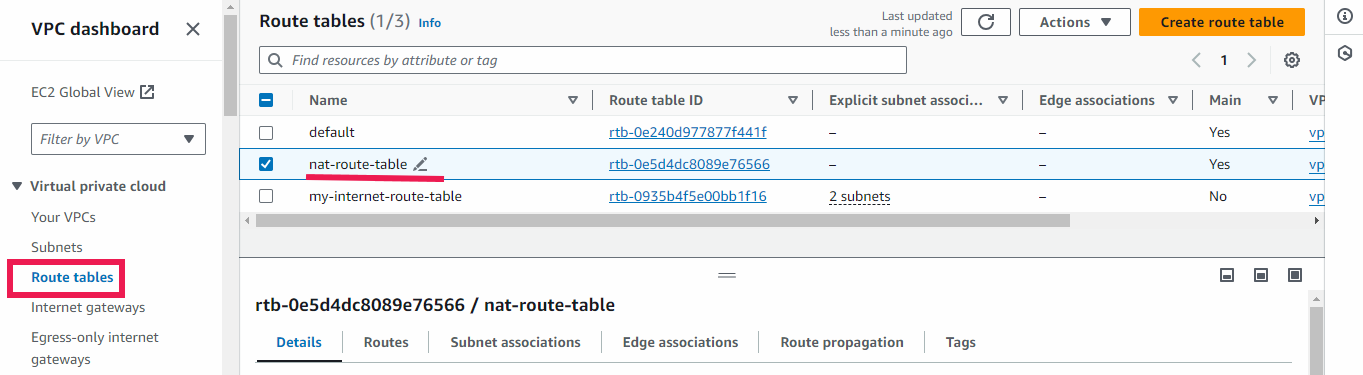 VPC dashboard
EC2 Global View
Filter by VPC
Virtual private cloud
Your VPCs
Subnets
Route tables
Internet gateways
Egress-only internet
gateways
Route tables (1/3) Info
Last updated
less than a minute ago
Actions
Create route table
Find resources by attribute or tag
1
Name Route table ID Explicit subnet associ... Edge associations Main VP
default rtb-0e240d977877f441f – – Yes vp
nat-route-table rtb-0e5d4dc8089e76566 – – Yes vp
my-internet-route-table rtb-0935b4f5e00bb1f16 2 subnets – No vp
rtb-0e5d4dc8089e76566 / nat-route-table
Details Routes Subnet associations Edge associations Route propagation Tags